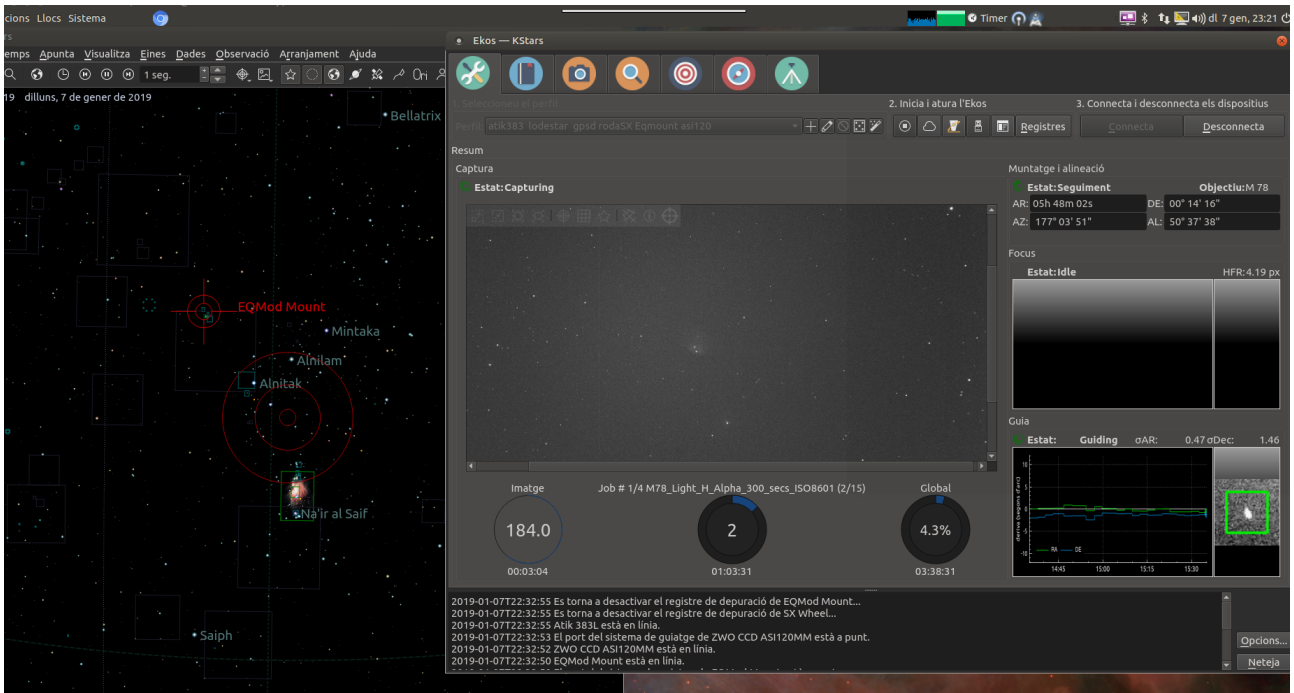 cions Llocs Sistema
Timer
dl 7 gen, 23:21
rs
emps Apunta Visualitza Eines Dades Observació Arranjament Ajuda
1 seg.
19 dilluns, 7 de gener de 2019
Bellatrix
EQMod Mount
Mintaka
Alnilam
Alnitak
Na'ir al Saif
Saiph
Ekos — KStars
1. Seleccioneu el perfil
2. Inicia i atura l'Ekos
3. Connecta i desconnecta els dispositius
Perfil: atik383 lodestar gpsd rodaSX Eqmount asi120
Registres
Connecta
Desconnecta
Resum
Captura
Estat: Capturing
Imatge
Job # 1/4 M78_Light_H_Alpha_300_secs_ISO8601 (2/15)
Global
184.0
2
4.3%
00:03:04
01:03:31
03:38:31
Muntatge i alineació
Estat: Seguiment
Objectiu: M 78
AR: 05h 48m 02s
DE: 00° 14' 16"
AZ: 177° 03' 51"
AL: 50° 37' 38"
Focus
Estat: Idle
HFR: 4.19 px
Guia
Estat: Guiding σAR: 0.47 σDec: 1.46
deriva (segons d'arc)
10
5
0
-5
-10
RA DE
14:45 15:00 15:15 15:30
2019-01-07T22:32:55 Es torna a desactivar el registre de depuració de EQMod Mount...
2019-01-07T22:32:55 Es torna a desactivar el registre de depuració de SX Wheel...
2019-01-07T22:32:55 Atik 383L està en línia.
2019-01-07T22:32:53 El port del sistema de guiatge de ZWO CCD ASI120MM està a punt.
2019-01-07T22:32:52 ZWO CCD ASI120MM està en línia.
2019-01-07T22:32:50 EQMod Mount està en línia.
Opcions...
Neteja